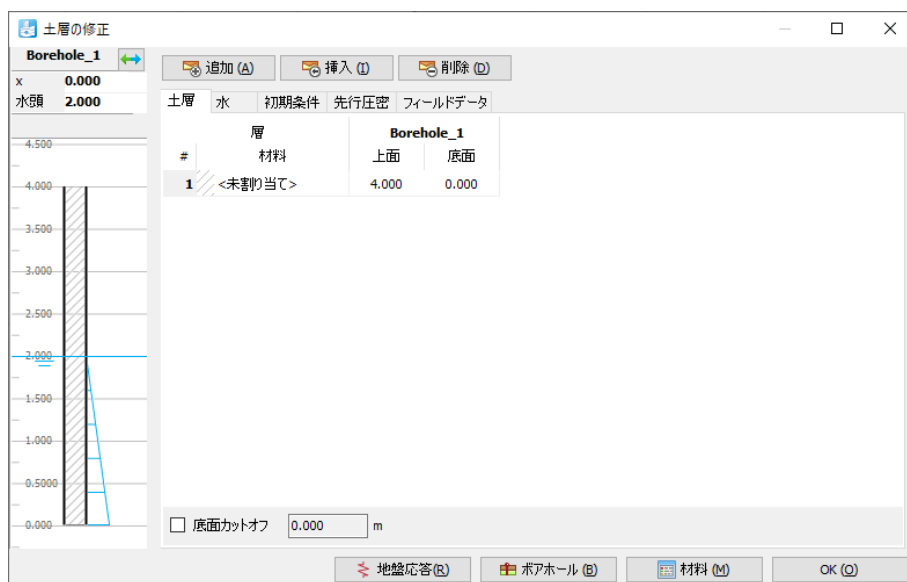 土層の修正
Borehole_1
x 0.000
水頭 2.000
追加 (A) 挿入 (I) 削除 (D)
土層 水 初期条件 先行圧密 フィールドデータ
層 Borehole_1
# 材料 上面 底面
1 <未割り当て> 4.000 0.000
4.500
4.000
3.500
3.000
2.500
2.000
1.500
1.000
0.5000
0.000
底面カットオフ 0.000 m
地盤応答(R) ボアホール (B) 材料 (M) OK (O)